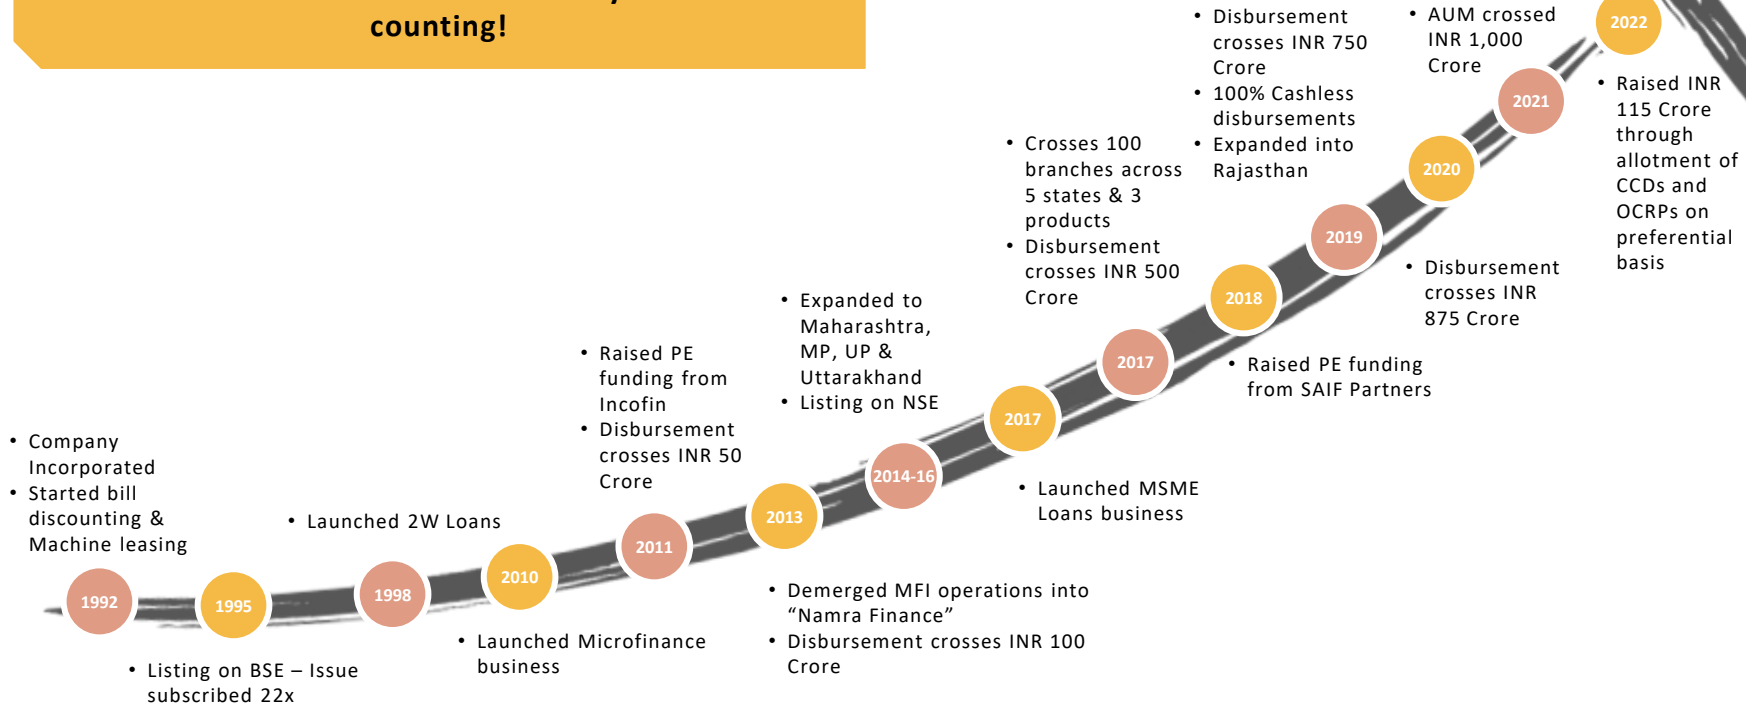 counting!
• Company
Incorporated
• Started bill
discounting &
Machine leasing
1992
1995
• Listing on BSE – Issue
subscribed 22x
• Launched 2W Loans
1998
2010
• Launched Microfinance
business
• Raised PE
funding from
Incofin
• Disbursement
crosses INR 50
Crore
2011
2013
• Demerged MFI operations into
“Namra Finance”
• Disbursement crosses INR 100
Crore
• Expanded to
Maharashtra,
MP, UP &
Uttarakhand
• Listing on NSE
2014-16
2017
• Launched MSME
Loans business
• Crosses 100
branches across
5 states & 3
products
• Disbursement
crosses INR 500
Crore
2017
2018
• Raised PE funding
from SAIF Partners
• Disbursement
crosses INR 750
Crore
• 100% Cashless
disbursements
• Expanded into
Rajasthan
2019
2020
• Disbursement
crosses INR
875 Crore
• AUM crossed
INR 1,000
Crore
2021
2022
• Raised INR
115 Crore
through
allotment of
CCDs and
OCRPs on
preferential
basis